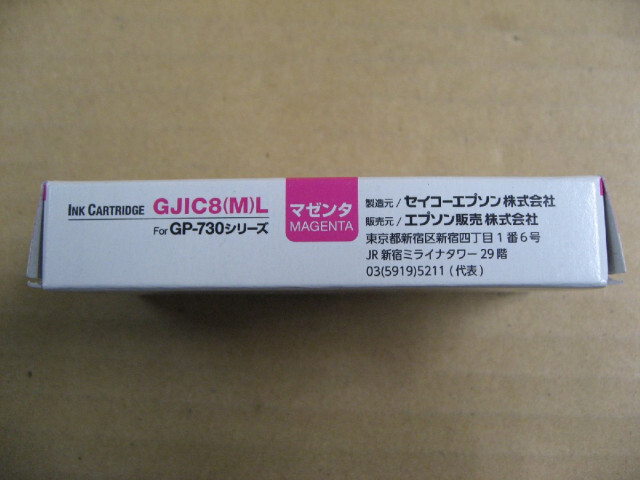 INK CARTRIDGE GJIC8(M)L
For GP-730シリーズ
マゼンタ
MAGENTA
製造元/セイコーエプソン株式会社
販売元/エプソン販売株式会社
東京都新宿区新宿四丁目1番6号
JR新宿ミライナタワー29階
03(5919)5211(代表)